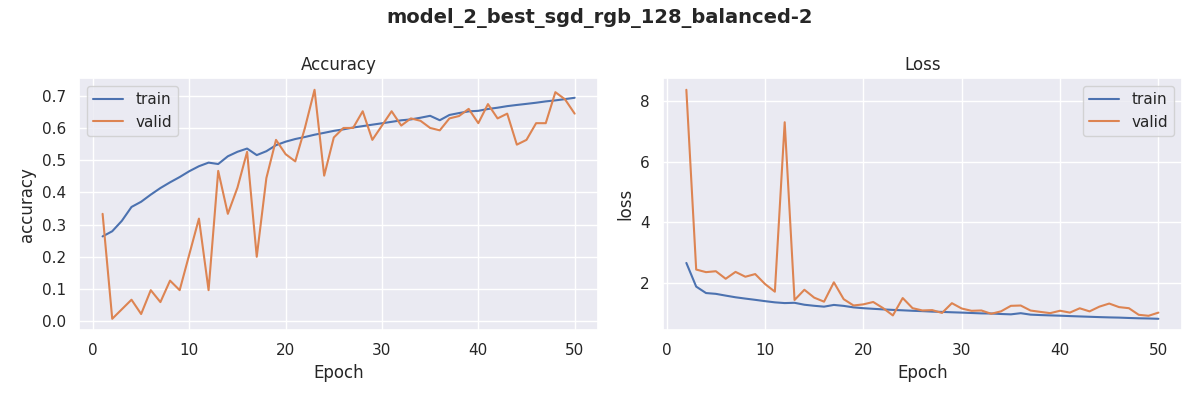 model_2_best_sgd_rgb_128_balanced-2
Accuracy
train
valid
accuracy
0.7
0.6
0.5
0.4
0.3
0.2
0.1
0.0
0 10 20 30 40 50
Epoch
Loss
train
valid
loss
8
6
4
2
0 10 20 30 40 50
Epoch